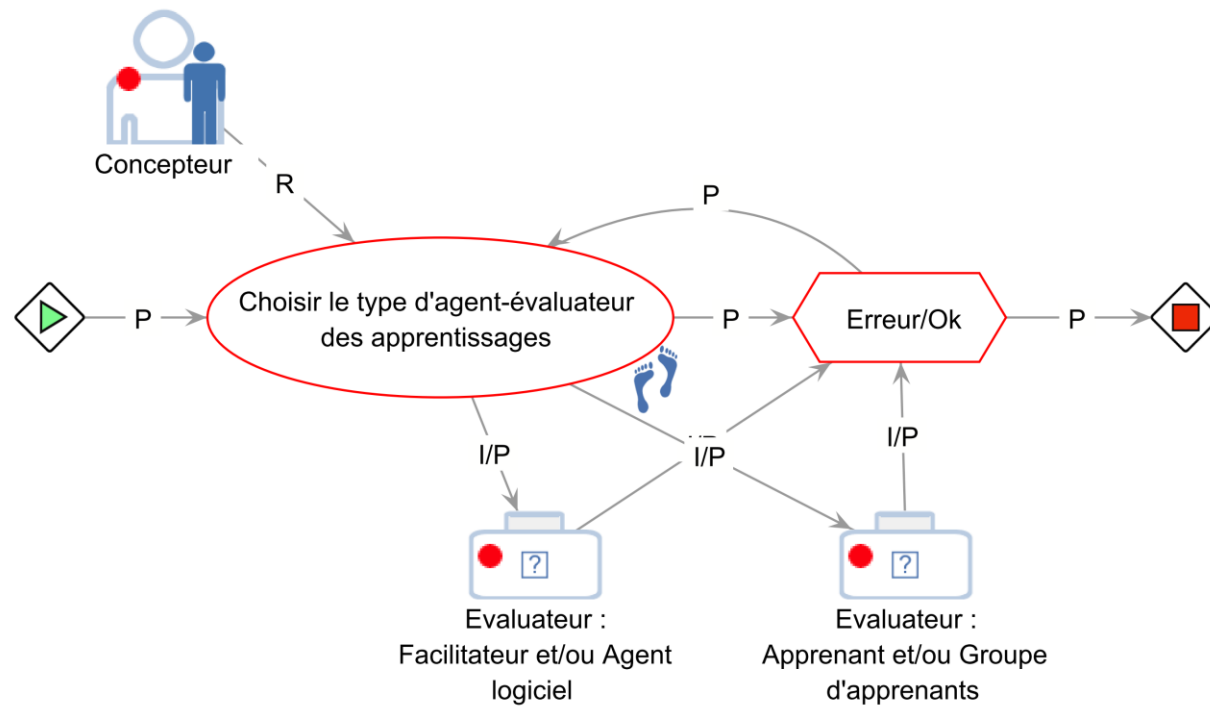 Concepteur
R
P
P
Choisir le type d'agent-évaluateur
des apprentissages
P
Erreur/Ok
P
I/P
I/P
I/P
?
?
Evaluateur :
Facilitateur et/ou Agent
logiciel
Evaluateur :
Apprenant et/ou Groupe
d'apprenants